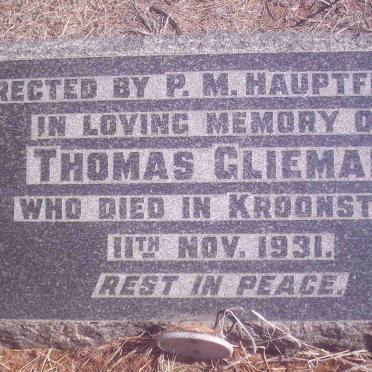 RECTED BY P. M. HAUPTF
IN LOVING MEMORY O
THOMAS GLIEMA
WHO DIED IN KROONST
11TH NOV. 1931.
REST IN PEACE.